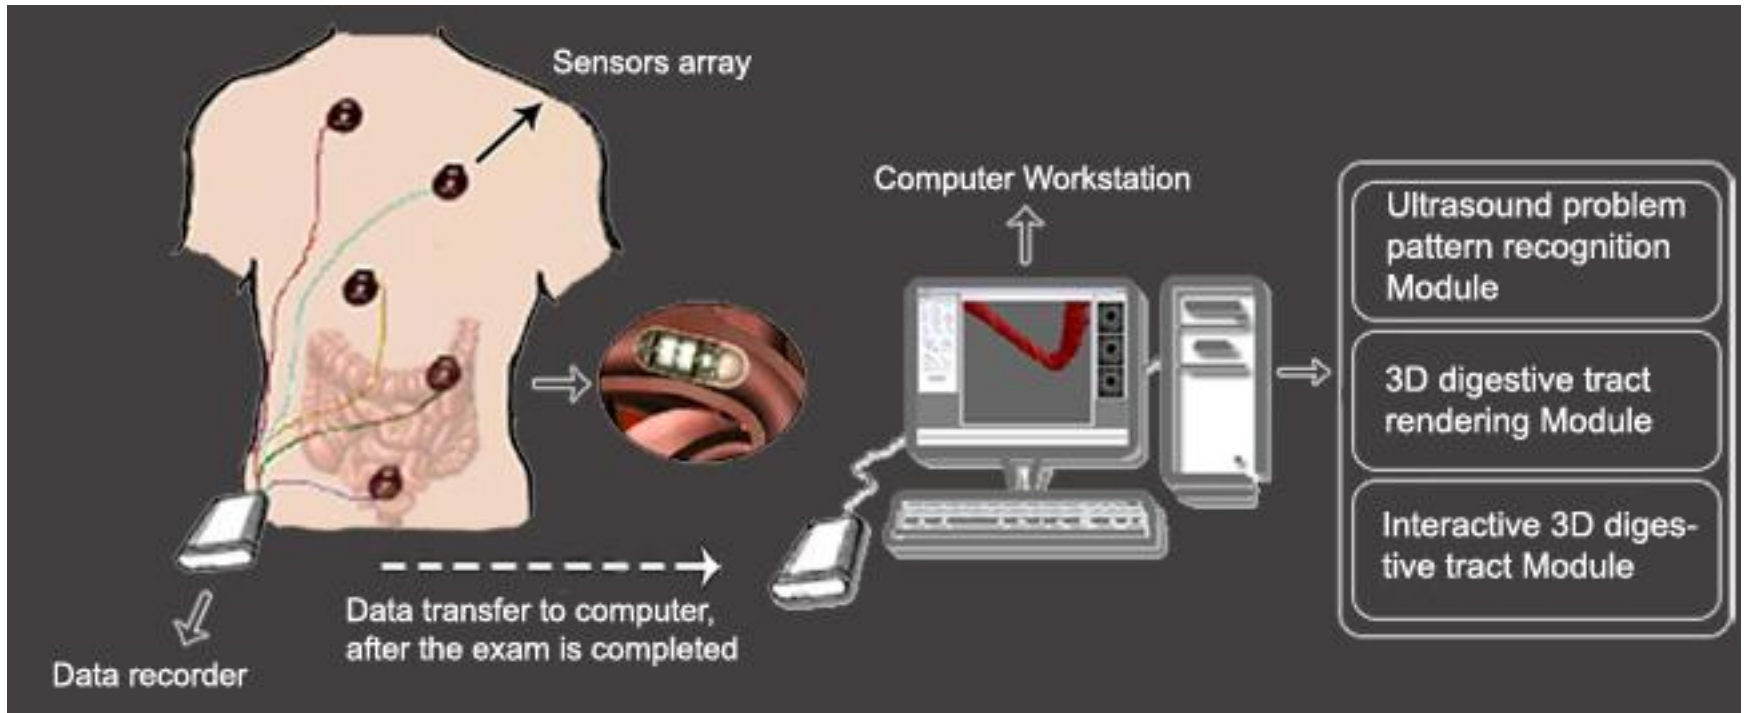 Sensors array
Computer Workstation
Ultrasound problem
pattern recognition
Module
3D digestive tract
rendering Module
Interactive 3D diges-
tive tract Module
Data transfer to computer,
after the exam is completed
Data recorder